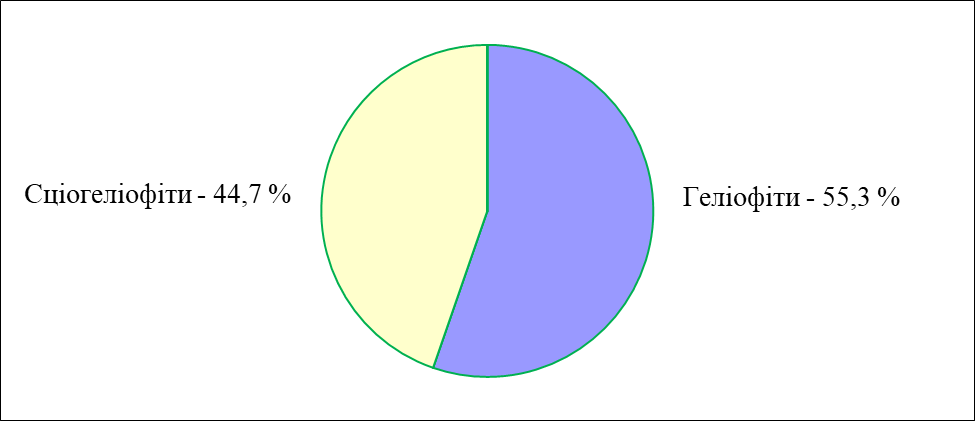 Сціогеліофіти - 44,7 %
Геліофіти - 55,3 %